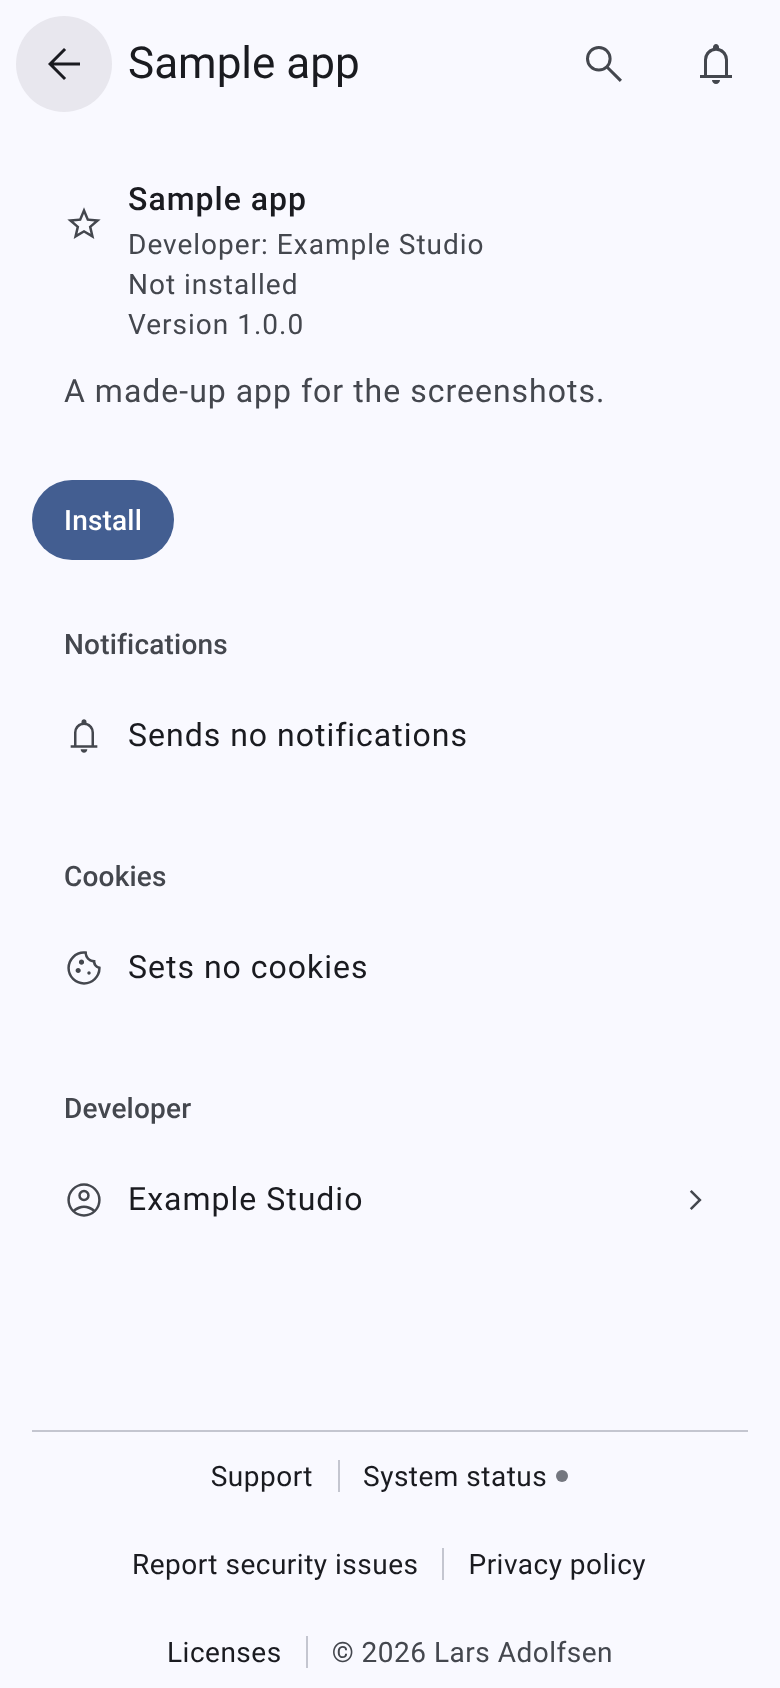 Sample app
Sample app
Developer: Example Studio
Not installed
Version 1.0.0
A made-up app for the screenshots.
Install
Notifications
Sends no notifications
Cookies
Sets no cookies
Developer
Example Studio
Support
System status
Report security issues
Privacy policy
Licenses
© 2026 Lars Adolfsen